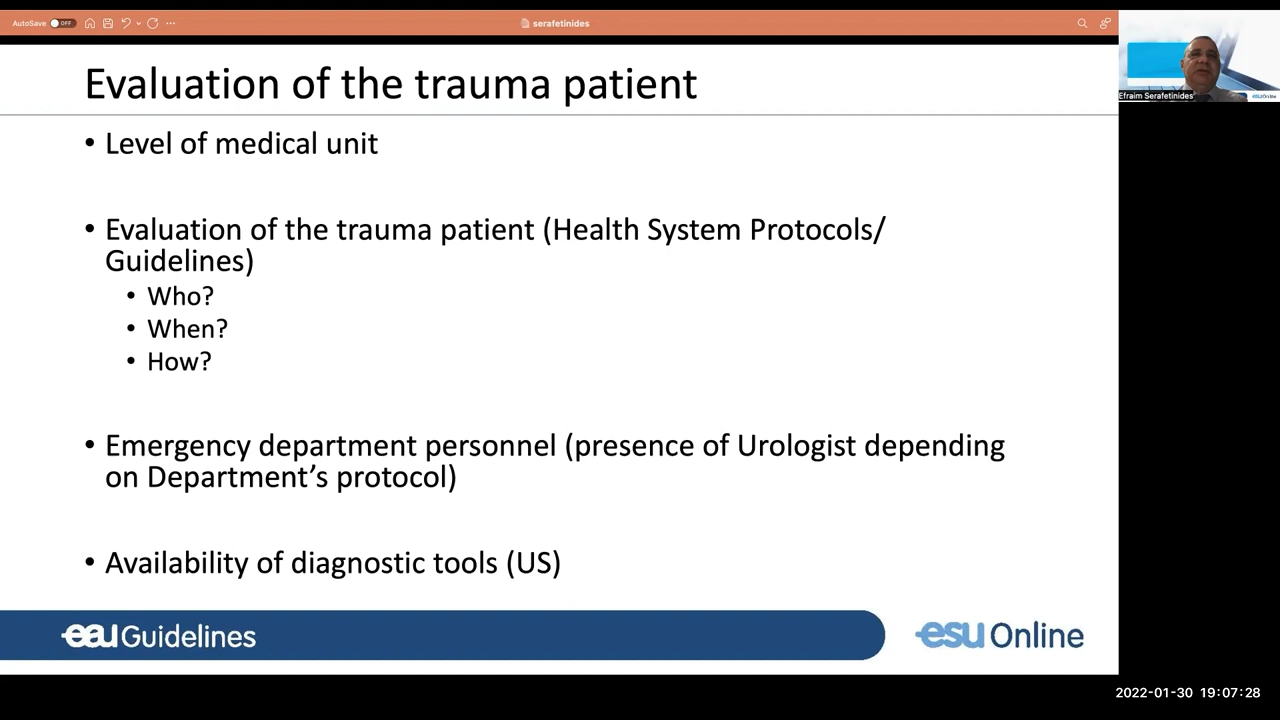 AutoSave OFF
serafetinides
Evaluation of the trauma patient
• Level of medical unit
• Evaluation of the trauma patient (Health System Protocols/
Guidelines)
• Who?
• When?
• How?
• Emergency department personnel (presence of Urologist depending
on Department’s protocol)
• Availability of diagnostic tools (US)
eau Guidelines
esu Online
Efraim Serafetinides
esu Online
2022-01-30 19:07:28